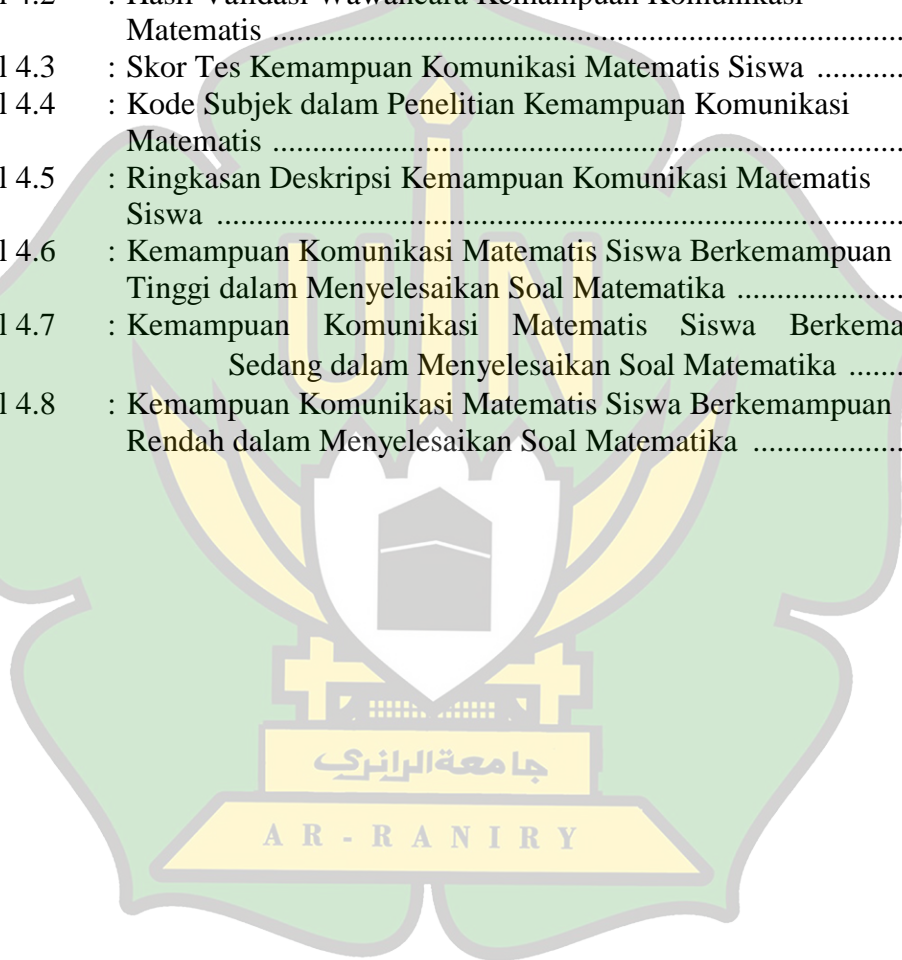 l 4.2 : Hasil Validasi Wawancara Kemampuan Komunikasi
Matematis ........................................................................
l 4.3 : Skor Tes Kemampuan Komunikasi Matematis Siswa ...........
l 4.4 : Kode Subjek dalam Penelitian Kemampuan Komunikasi
Matematis ........................................................................
l 4.5 : Ringkasan Deskripsi Kemampuan Komunikasi Matematis
Siswa ...............................................................................
l 4.6 : Kemampuan Komunikasi Matematis Siswa Berkemampuan
Tinggi dalam Menyelesaikan Soal Matematika .....................
l 4.7 : Kemampuan Komunikasi Matematis Siswa Berkema
Sedang dalam Menyelesaikan Soal Matematika .......
l 4.8 : Kemampuan Komunikasi Matematis Siswa Berkemampuan
Rendah dalam Menyelesaikan Soal Matematika ...................
UIN
جامعة الرانري
AR-RANIRY